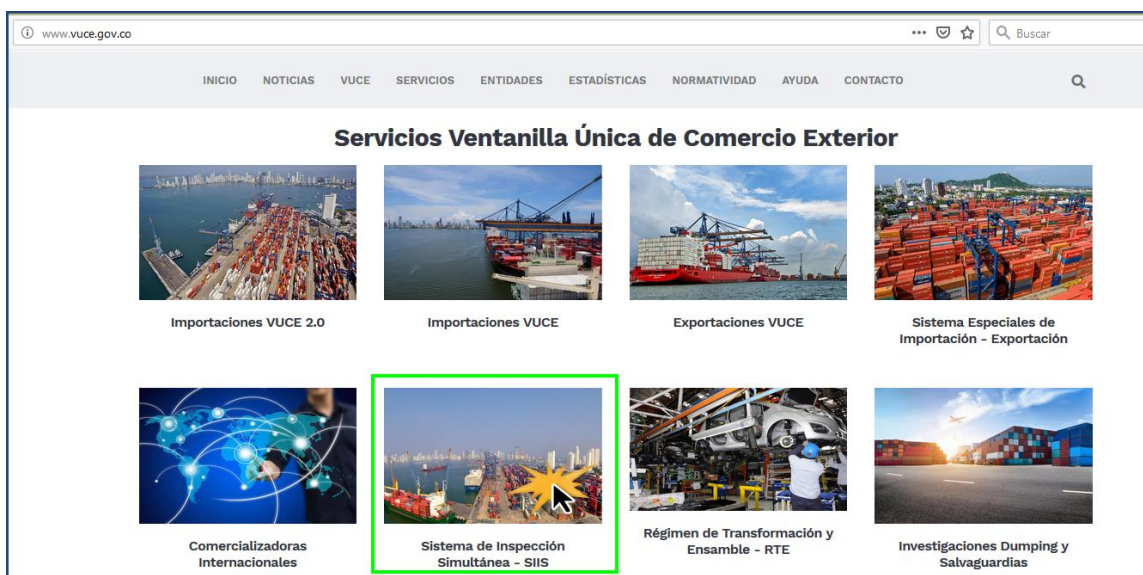 www.vuce.gov.co
Buscar
INICIO NOTICIAS VUCE SERVICIOS ENTIDADES ESTADÍSTICAS NORMATIVIDAD AYUDA CONTACTO
Servicios Ventanilla Única de Comercio Exterior
Importaciones VUCE 2.0
Importaciones VUCE
Exportaciones VUCE
Sistema Especiales de
Importación - Exportación
Comercializadoras
Internacionales
Sistema de Inspección
Simultánea - SIIS
Régimen de Transformación y
Ensamble - RTE
Investigaciones Dumping y
Salvaguardias